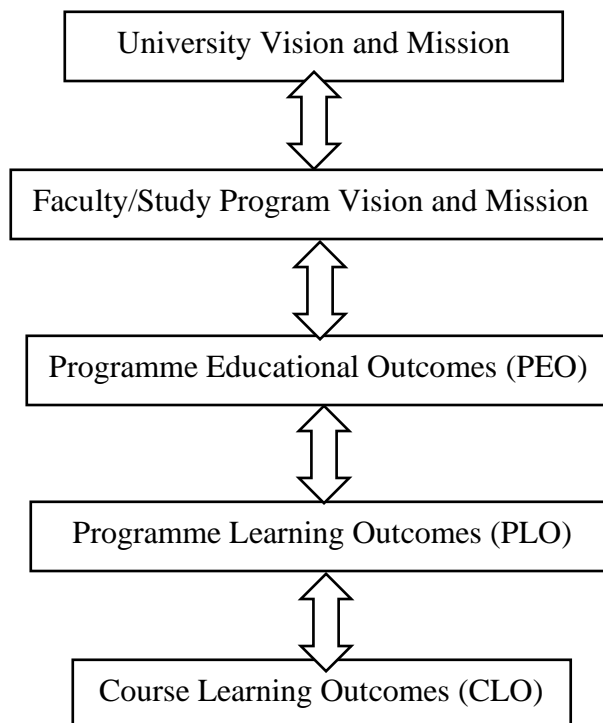 University Vision and Mission
Faculty/Study Program Vision and Mission
Programme Educational Outcomes (PEO)
Programme Learning Outcomes (PLO)
Course Learning Outcomes (CLO)